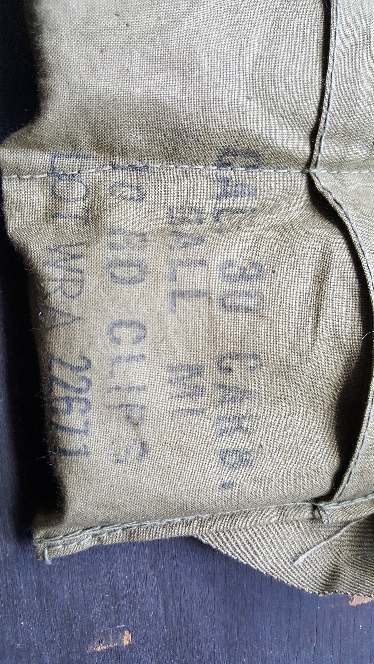 CAL 30 CARB.
BALL M1
10 RD CLIPS
LOT WRA 22671